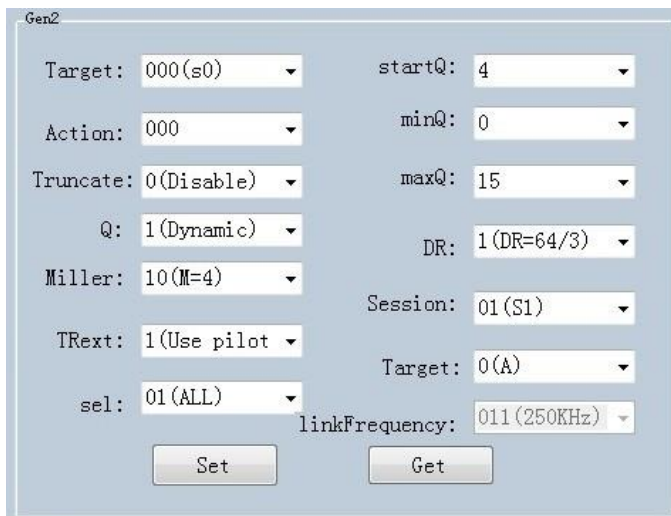 Gen2
Target: 000(s0)
startQ: 4
Action: 000
minQ: 0
Truncate: 0(Disable)
maxQ: 15
Q: 1(Dynamic)
DR: 1(DR=64/3)
Miller: 10(M=4)
Session: 01(S1)
TRext: 1(Use pilot
Target: 0(A)
sel: 01(ALL)
linkFrequency: 011(250KHz)
Set
Get